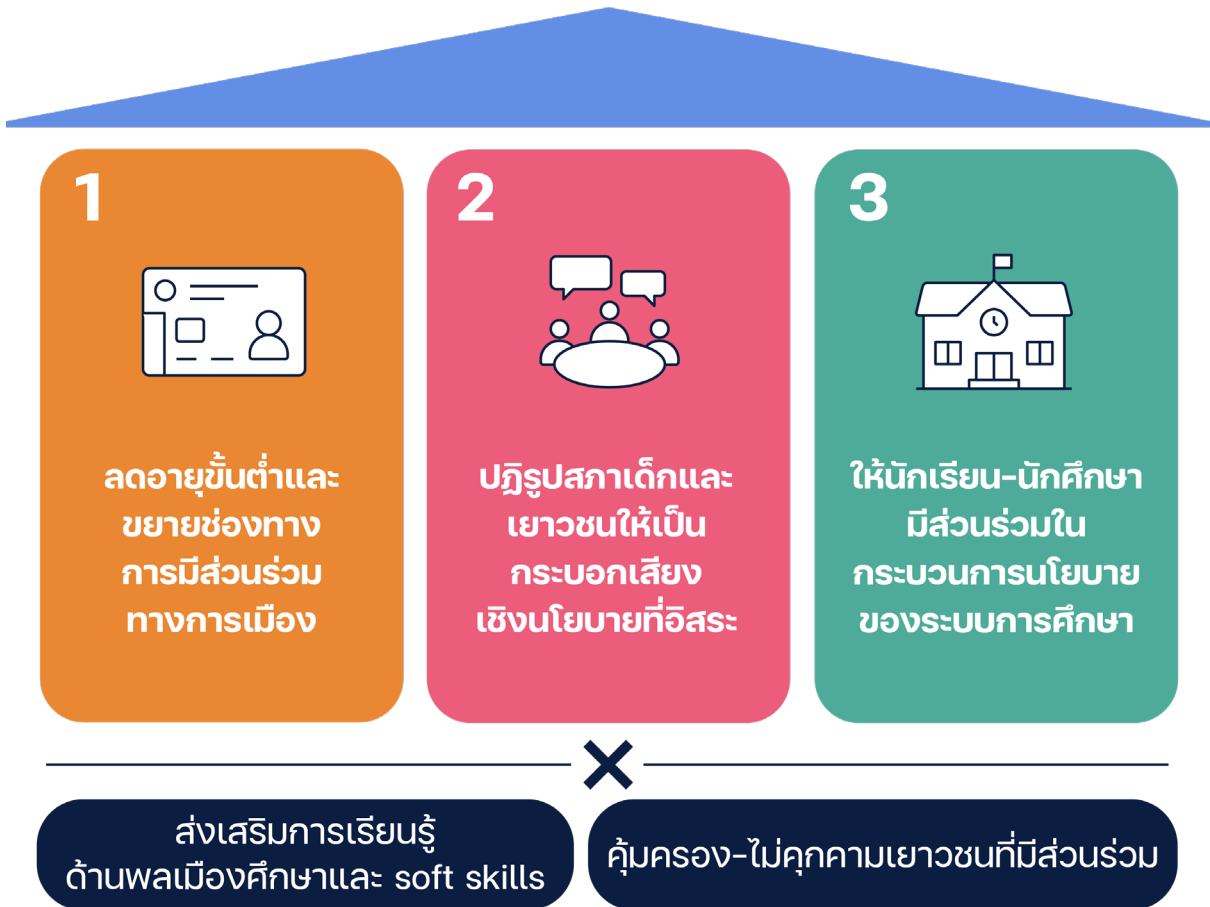 1
ลดอายุขั้นต่ำและ
ขยายช่องทาง
การมีส่วนร่วม
ทางการเมือง
2
ปฏิรูปสภาเด็กและ
เยาวชนให้เป็น
กระบอกเสียง
เชิงนโยบายที่อิสระ
3
ให้นักเรียน-นักศึกษา
มีส่วนร่วมใน
กระบวนการนโยบาย
ของระบบการศึกษา
ส่งเสริมการเรียนรู้
ด้านพลเมืองศึกษาและ soft skills
คุ้มครอง-ไม่คุกคามเยาวชนที่มีส่วนร่วม